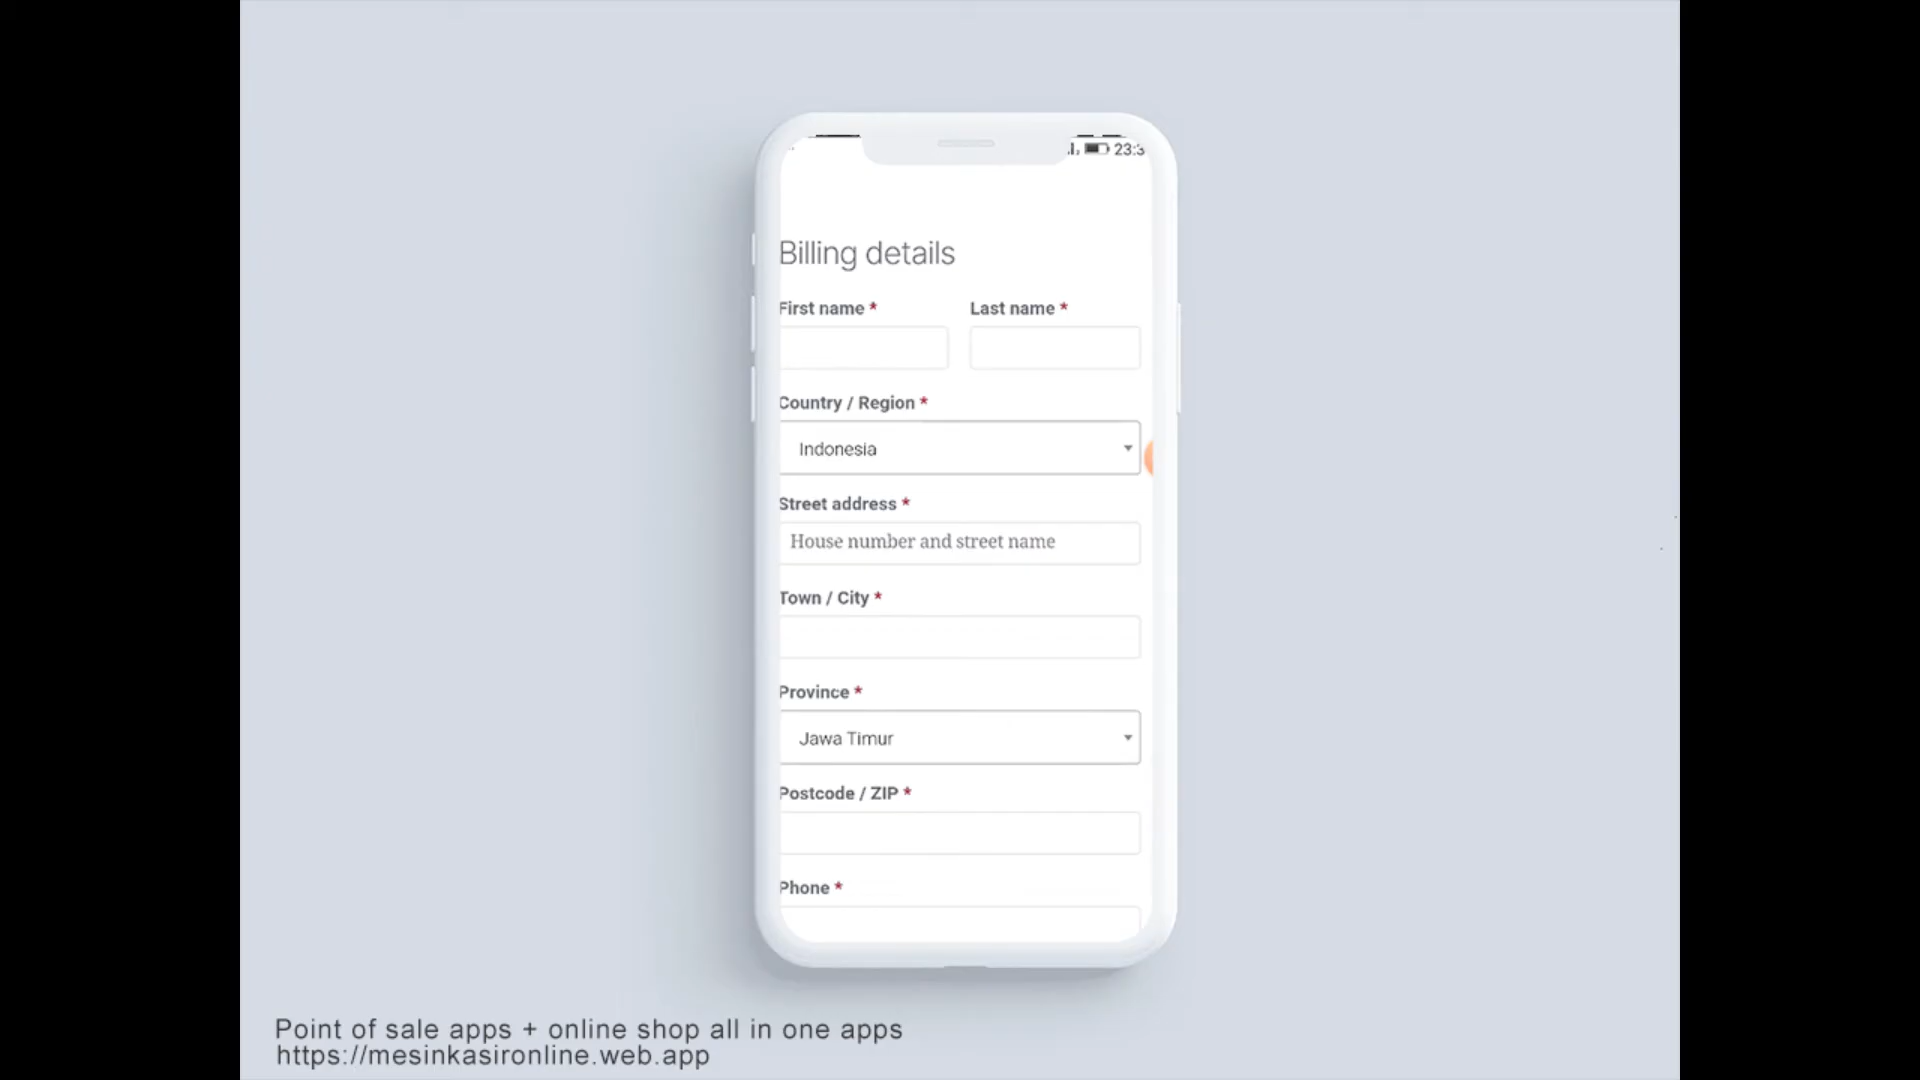 23:3
Billing details
First name * Last name *
Country / Region *
Indonesia
Street address *
House number and street name
Town / City *
Province *
Jawa Timur
Postcode / ZIP *
Phone *
Point of sale apps + online shop all in one apps
https://mesinkasironline.web.app